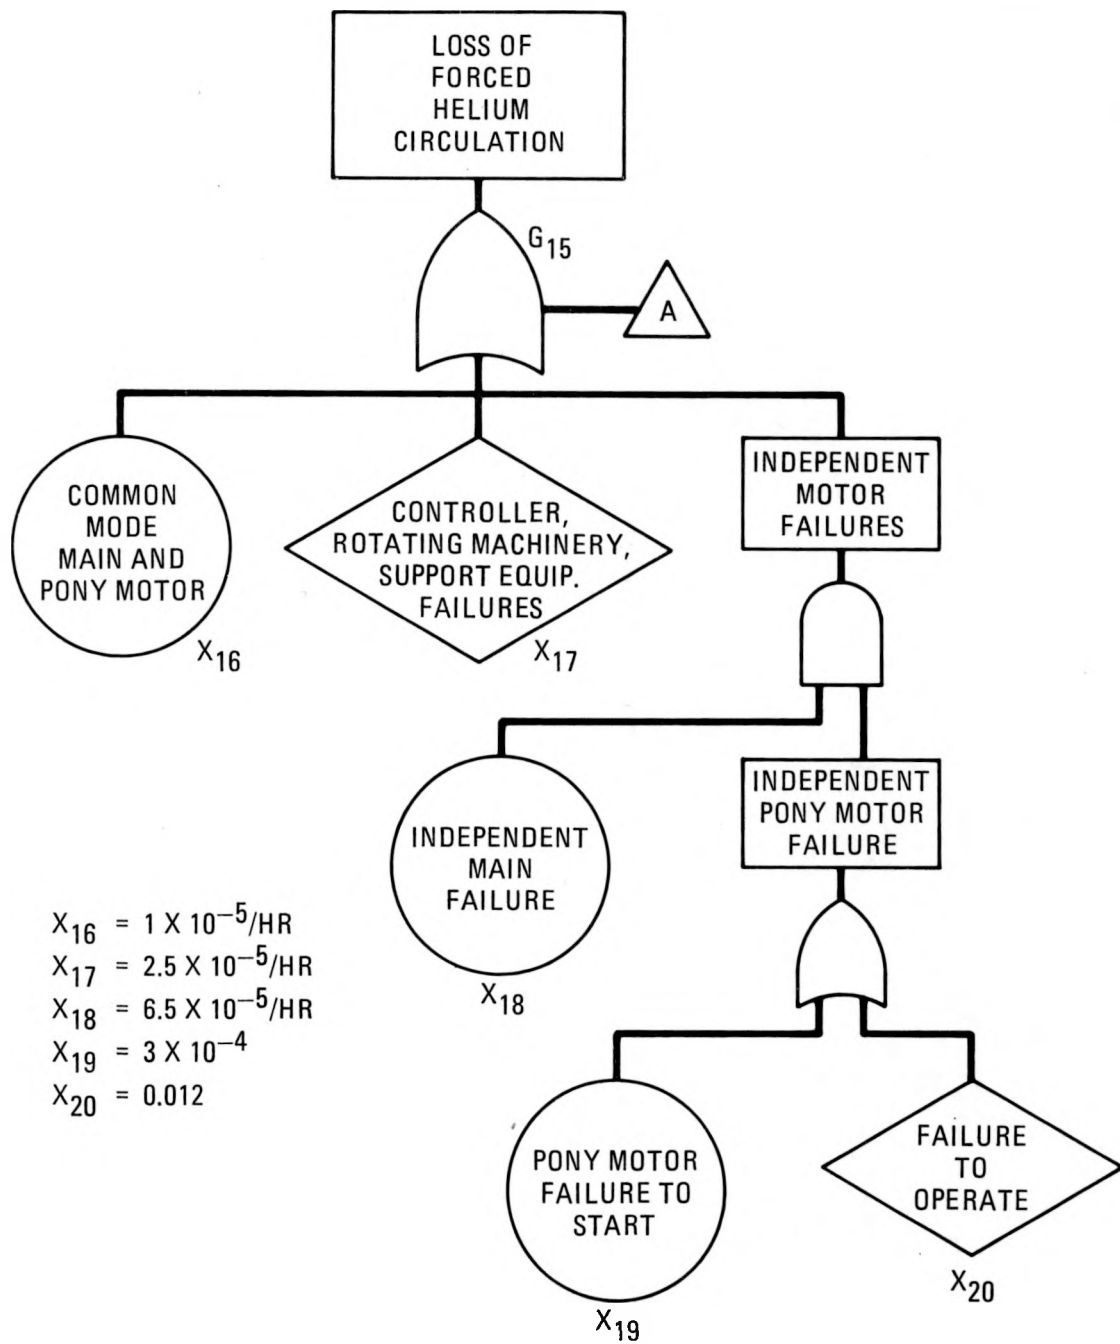 LOSS OF
FORCED
HELIUM
CIRCULATION
G15
A
COMMON
MODE
MAIN AND
PONY MOTOR
X16
CONTROLLER,
ROTATING MACHINERY,
SUPPORT EQUIP.
FAILURES
X17
INDEPENDENT
MOTOR
FAILURES
INDEPENDENT
MAIN
FAILURE
X18
INDEPENDENT
PONY MOTOR
FAILURE
X16 = 1 X 10−5/HR
X17 = 2.5 X 10−5/HR
X18 = 6.5 X 10−5/HR
X19 = 3 X 10−4
X20 = 0.012
PONY MOTOR
FAILURE TO
START
X19
FAILURE
TO
OPERATE
X20